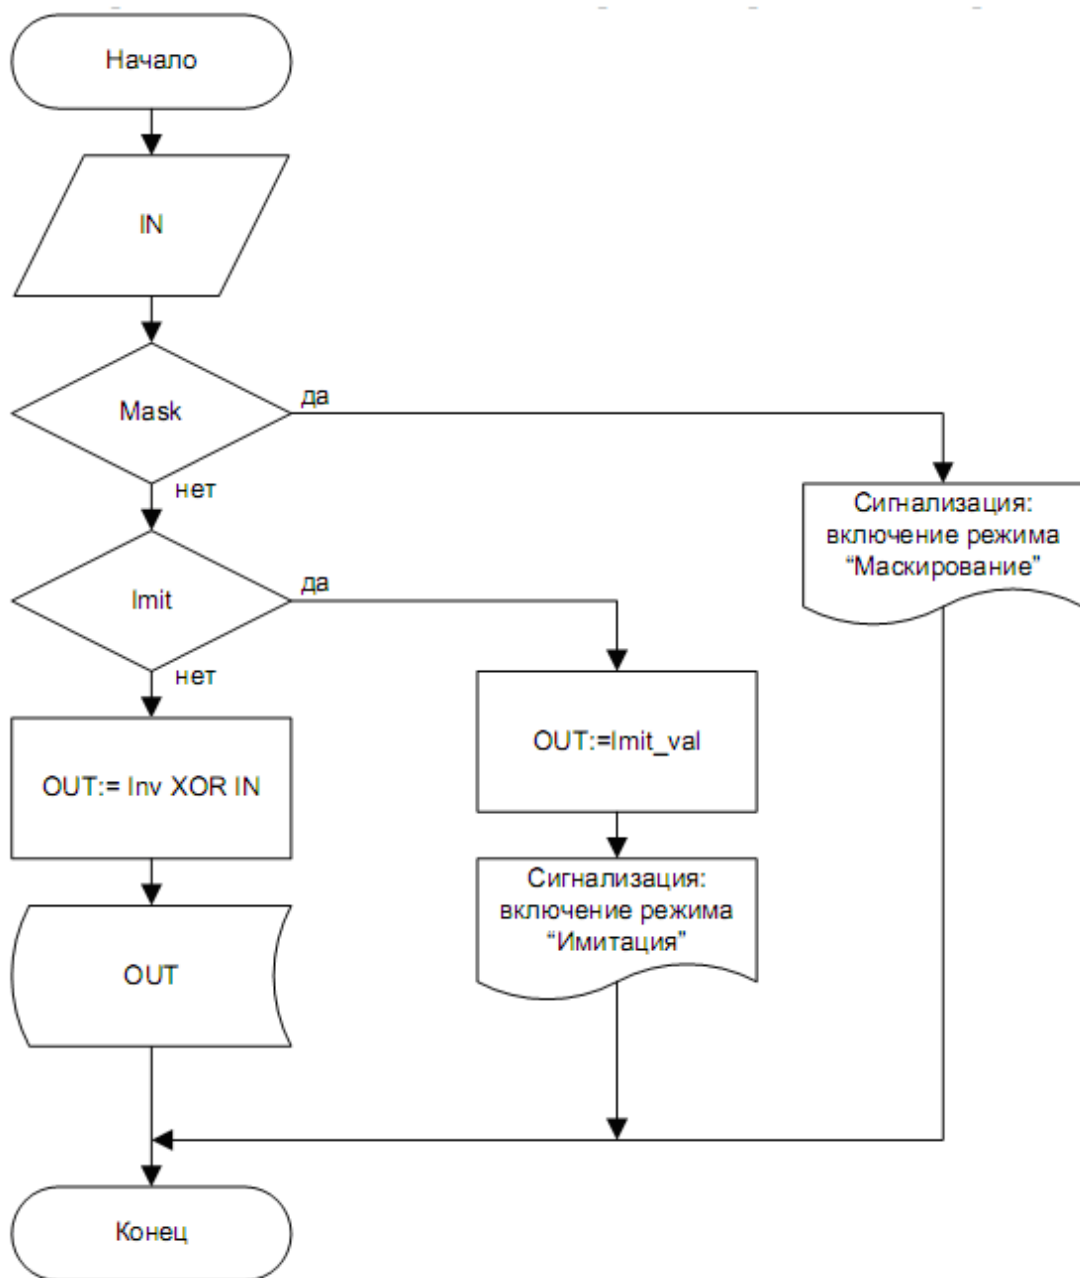 Начало
IN
Mask
да
нет
Сигнализация:
включение режима
“Маскирование”
Imit
да
нет
OUT:=Imit_val
OUT:= Inv XOR IN
Сигнализация:
включение режима
“Имитация”
OUT
Конец